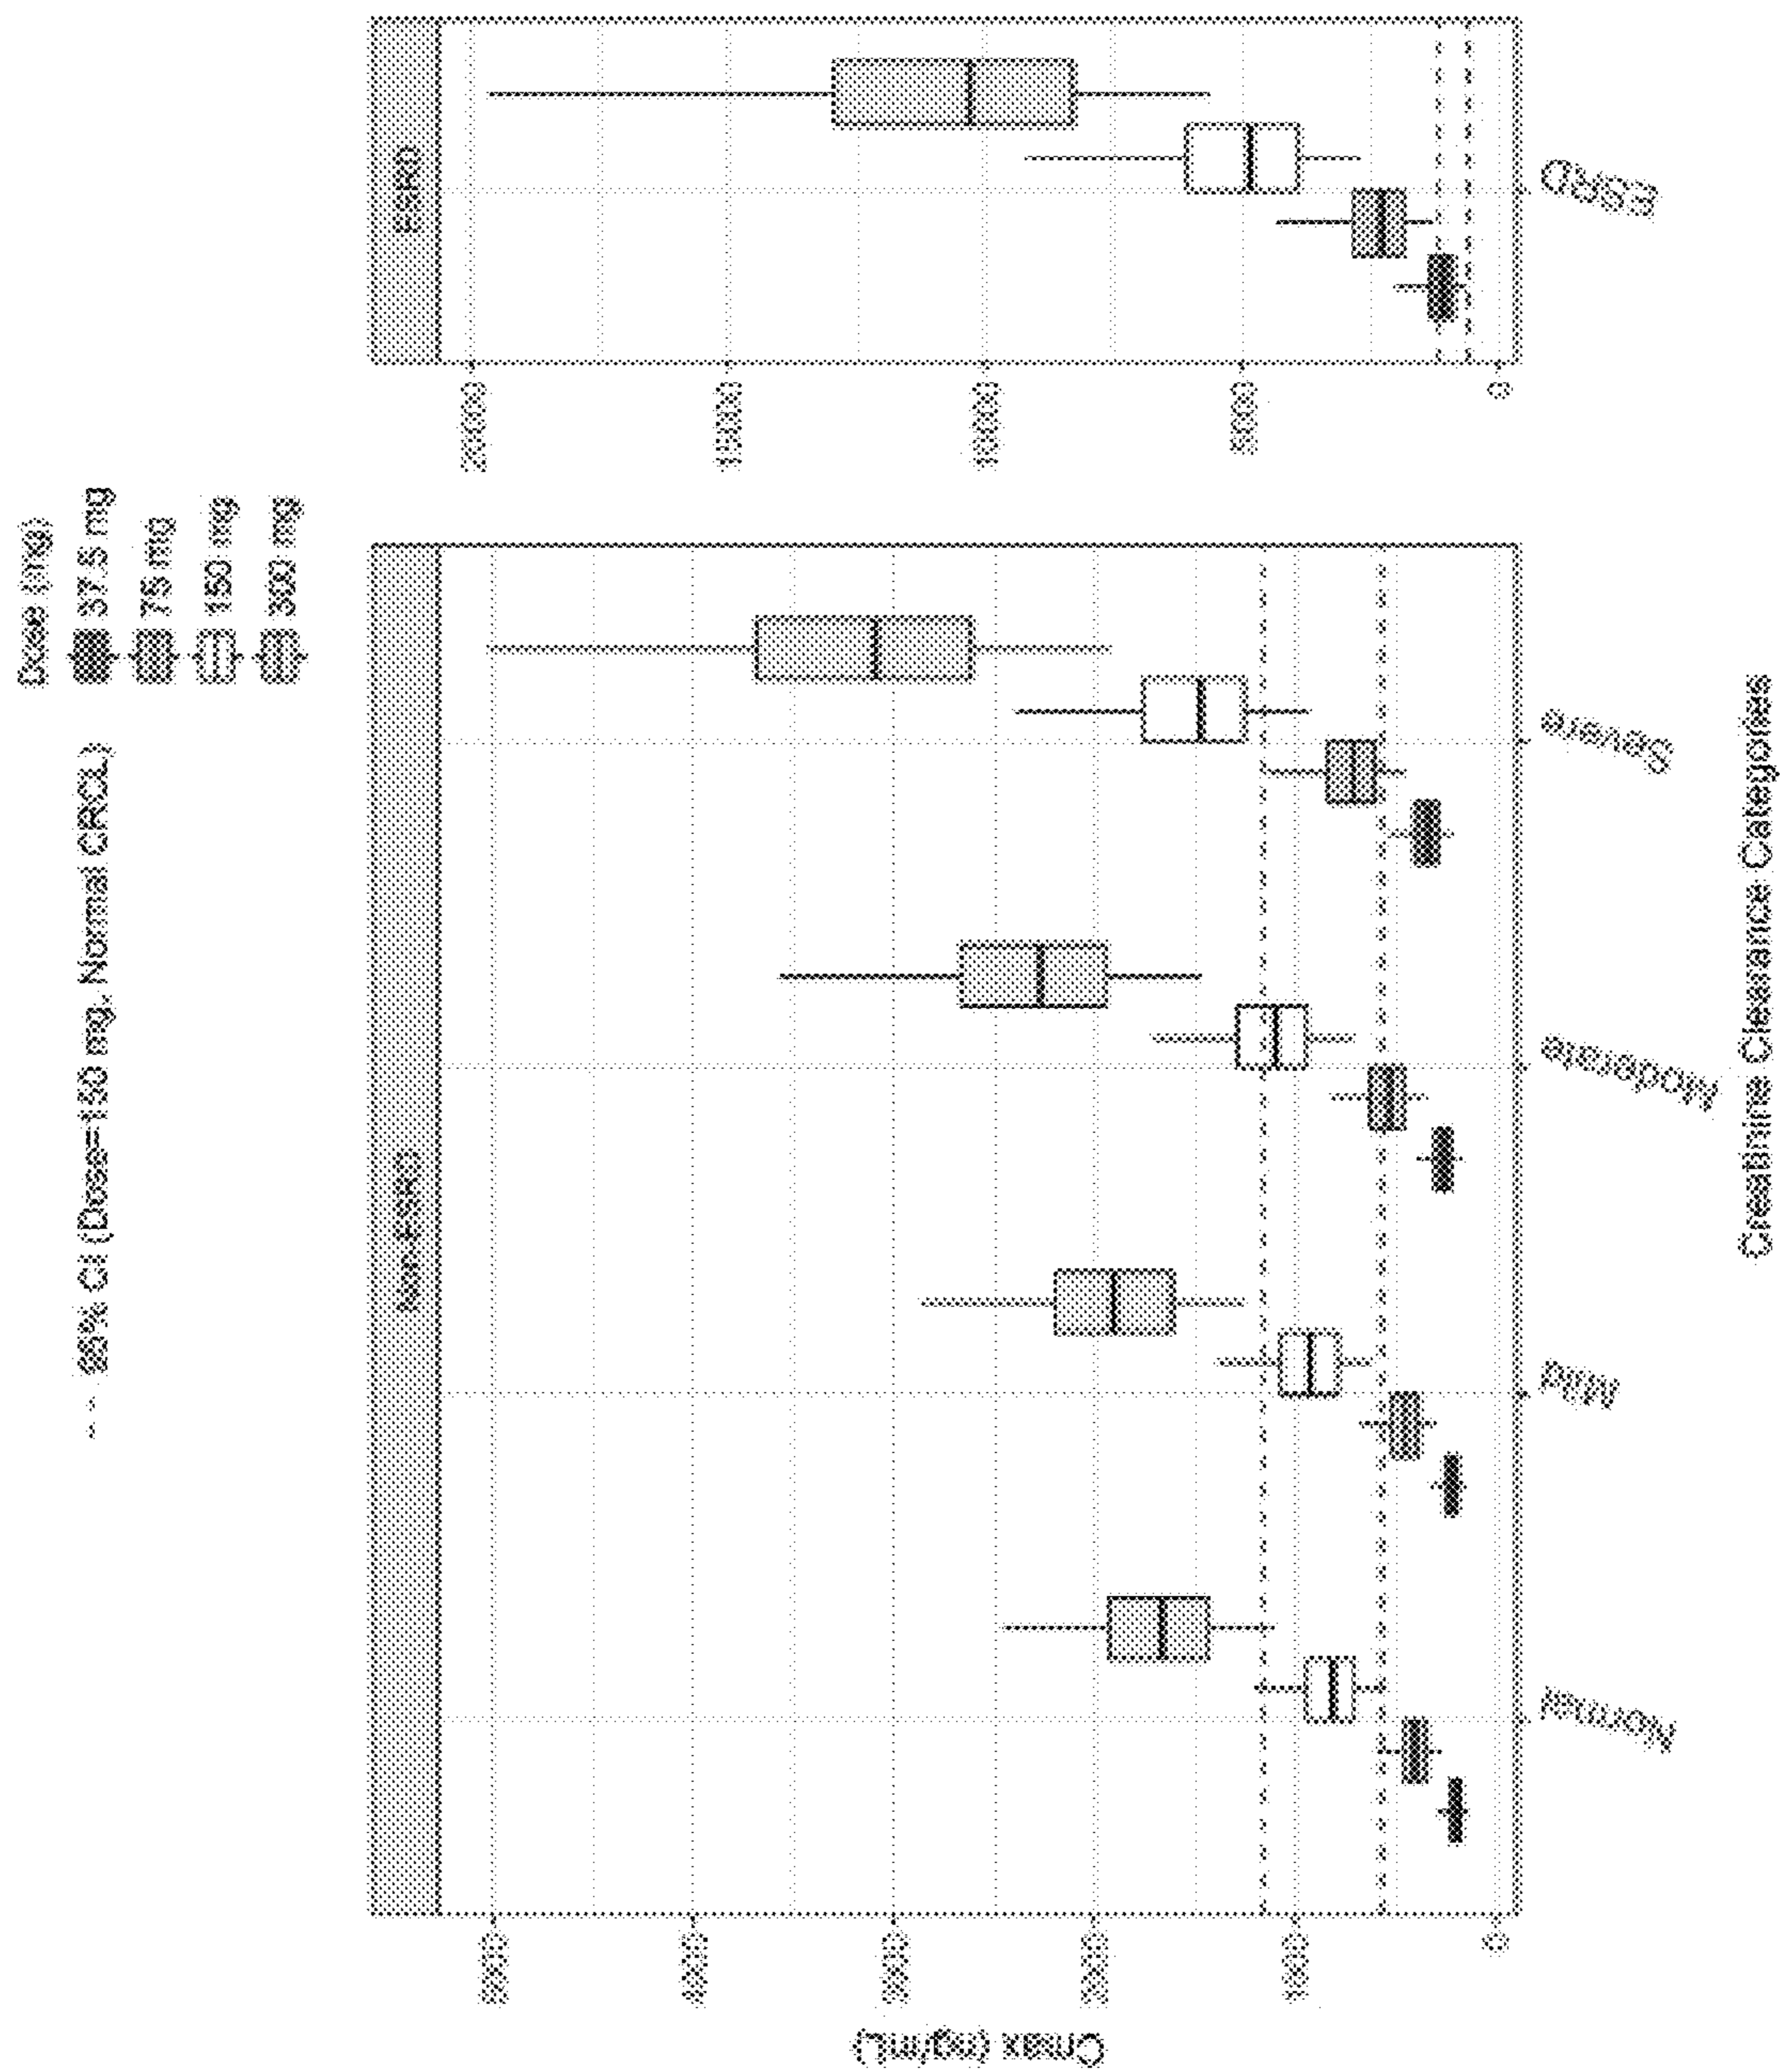 Dose (mg)
-- 95% CI (Dose=150 mg, Normal CRCL)
37.5 mg
75 mg
150 mg
300 mg
Non-ESRD
ESRD
Cmax (ng/mL)
5000
4000
3000
2000
1000
0
20000
15000
10000
5000
0
Normal
Mild
Moderate
Severe
ESRD
Creatinine Clearance Categories